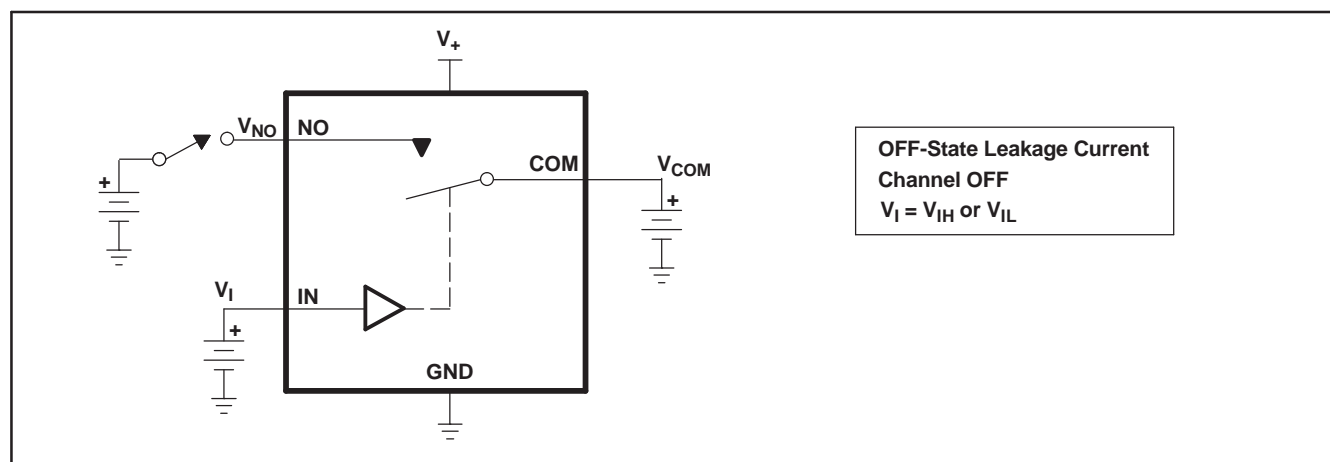 V+
VNO NO
COM VCOM
+
+
VI IN
+
GND
OFF-State Leakage Current
Channel OFF
VI = VIH or VIL